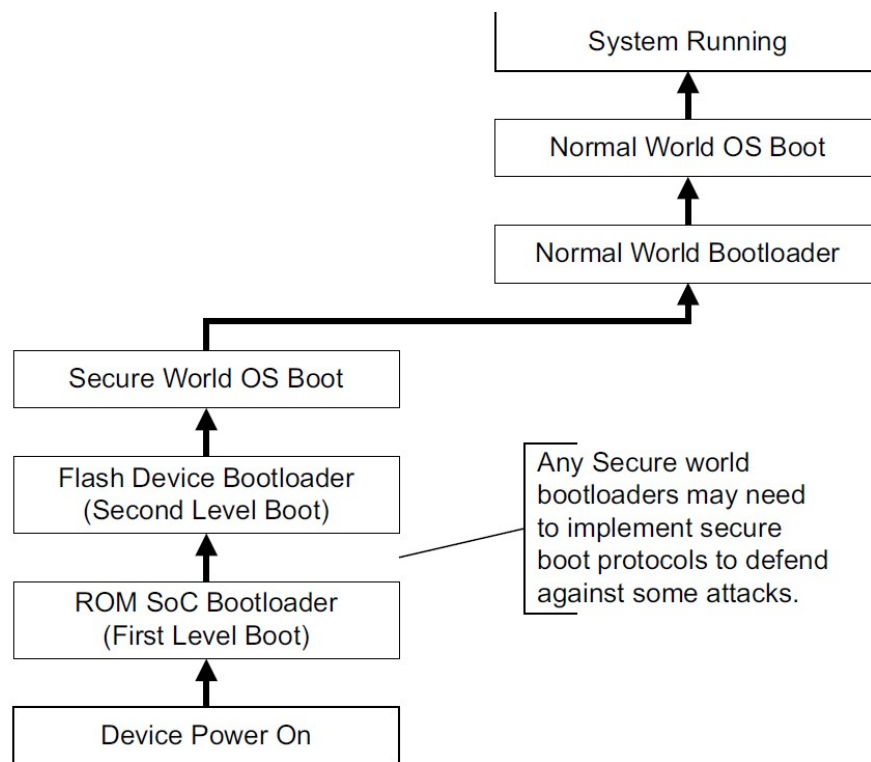 System Running
Normal World OS Boot
Normal World Bootloader
Secure World OS Boot
Flash Device Bootloader
(Second Level Boot)
Any Secure world
bootloaders may need
to implement secure
boot protocols to defend
against some attacks.
ROM SoC Bootloader
(First Level Boot)
Device Power On